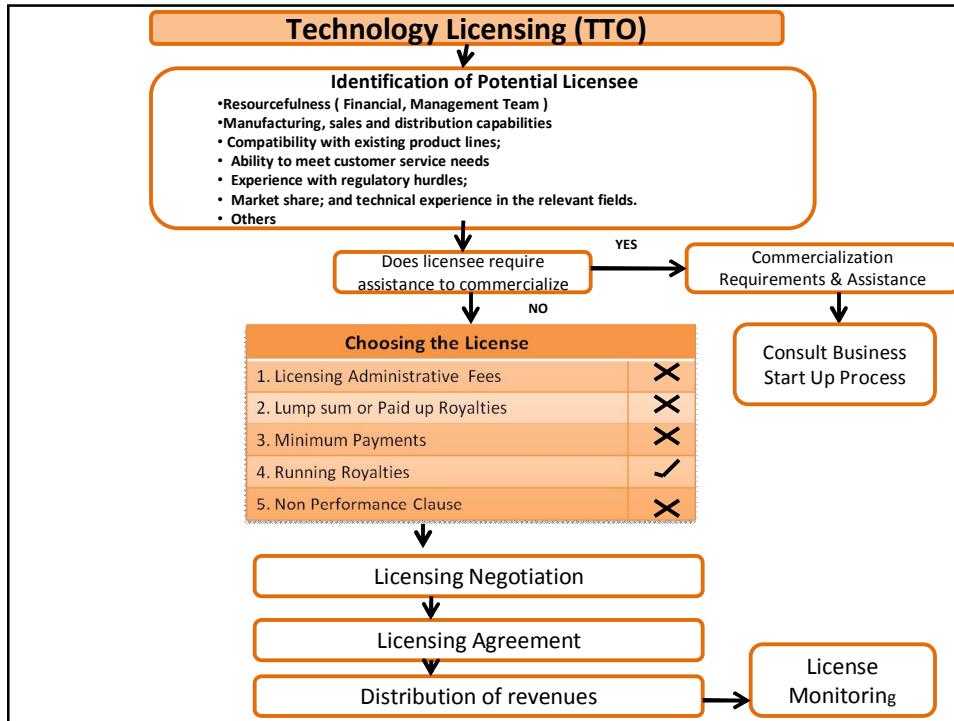 Technology Licensing (TTO)
Identification of Potential Licensee
•Resourcefulness ( Financial, Management Team )
•Manufacturing, sales and distribution capabilities
• Compatibility with existing product lines;
• Ability to meet customer service needs
• Experience with regulatory hurdles;
• Market share; and technical experience in the relevant fields.
• Others
Does licensee require
assistance to commercialize
YES
Commercialization
Requirements & Assistance
Consult Business
Start Up Process
NO
Choosing the License
1. Licensing Administrative Fees
2. Lump sum or Paid up Royalties
3. Minimum Payments
4. Running Royalties
5. Non Performance Clause
Licensing Negotiation
Licensing Agreement
Distribution of revenues
License
Monitoring